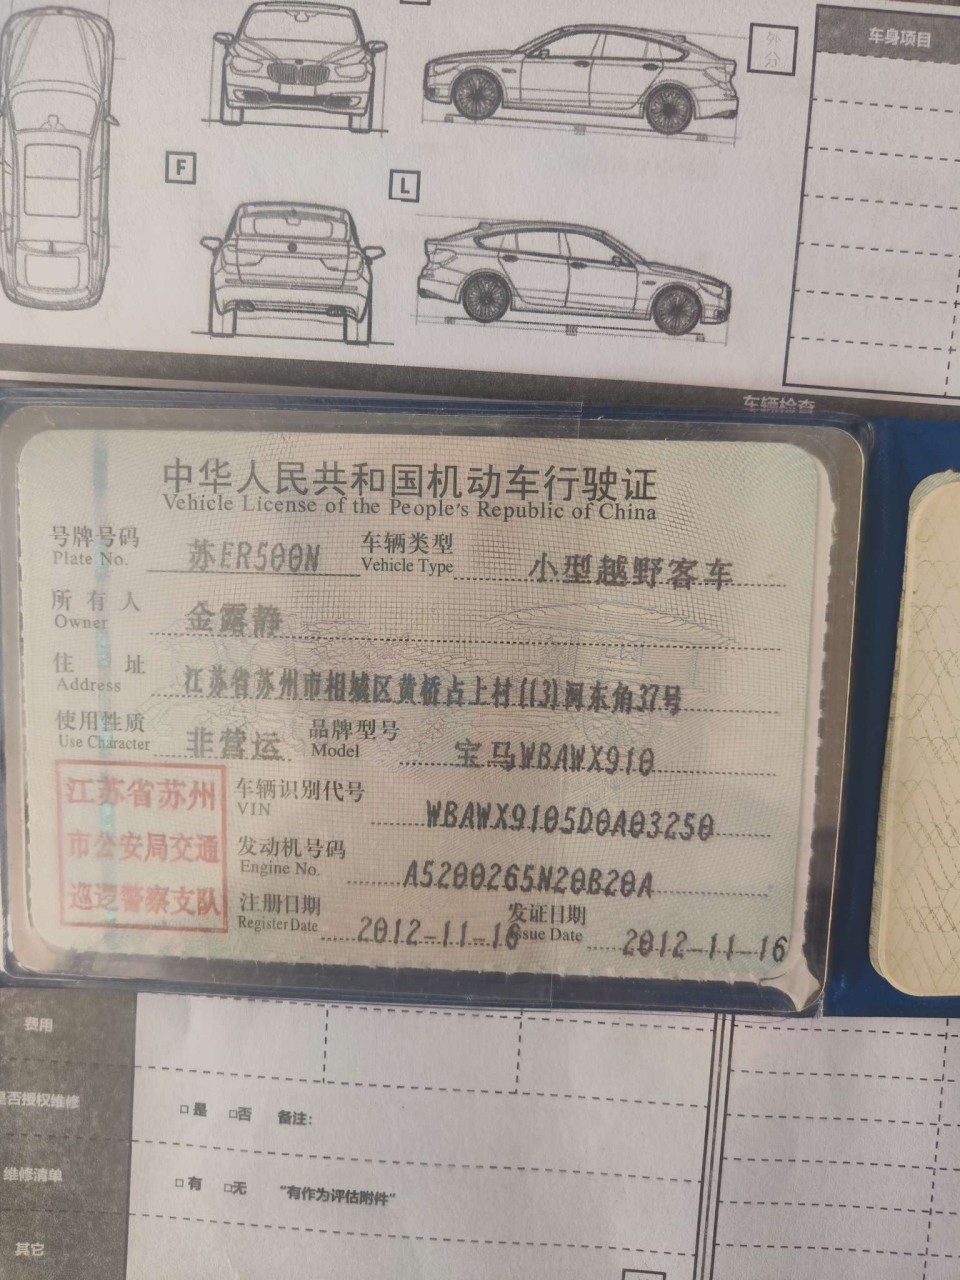 车身项目
F
L
车辆检查
中华人民共和国机动车行驶证
Vehicle License of the People's Republic of China
号牌号码 苏ER500N 车辆类型 小型越野客车
Plate No. Vehicle Type
所有人 金露静
Owner
住址 江苏省苏州市相城区黄桥占上村(13)河东角37号
Address
使用性质 非营运 品牌型号 宝马WBAWX910
Use Character Model
江苏省苏州
市公安局交通
巡逻警察支队
车辆识别代号 WBAWX9105D0A03250
VIN
发动机号码 A5200265N20B20A
Engine No.
注册日期 2012-11-16 发证日期 2012-11-16
Register Date Issue Date
费用
是否授权维修 □是 □否 备注:
维修清单 □有 □无 “有作为评估附件”
其它